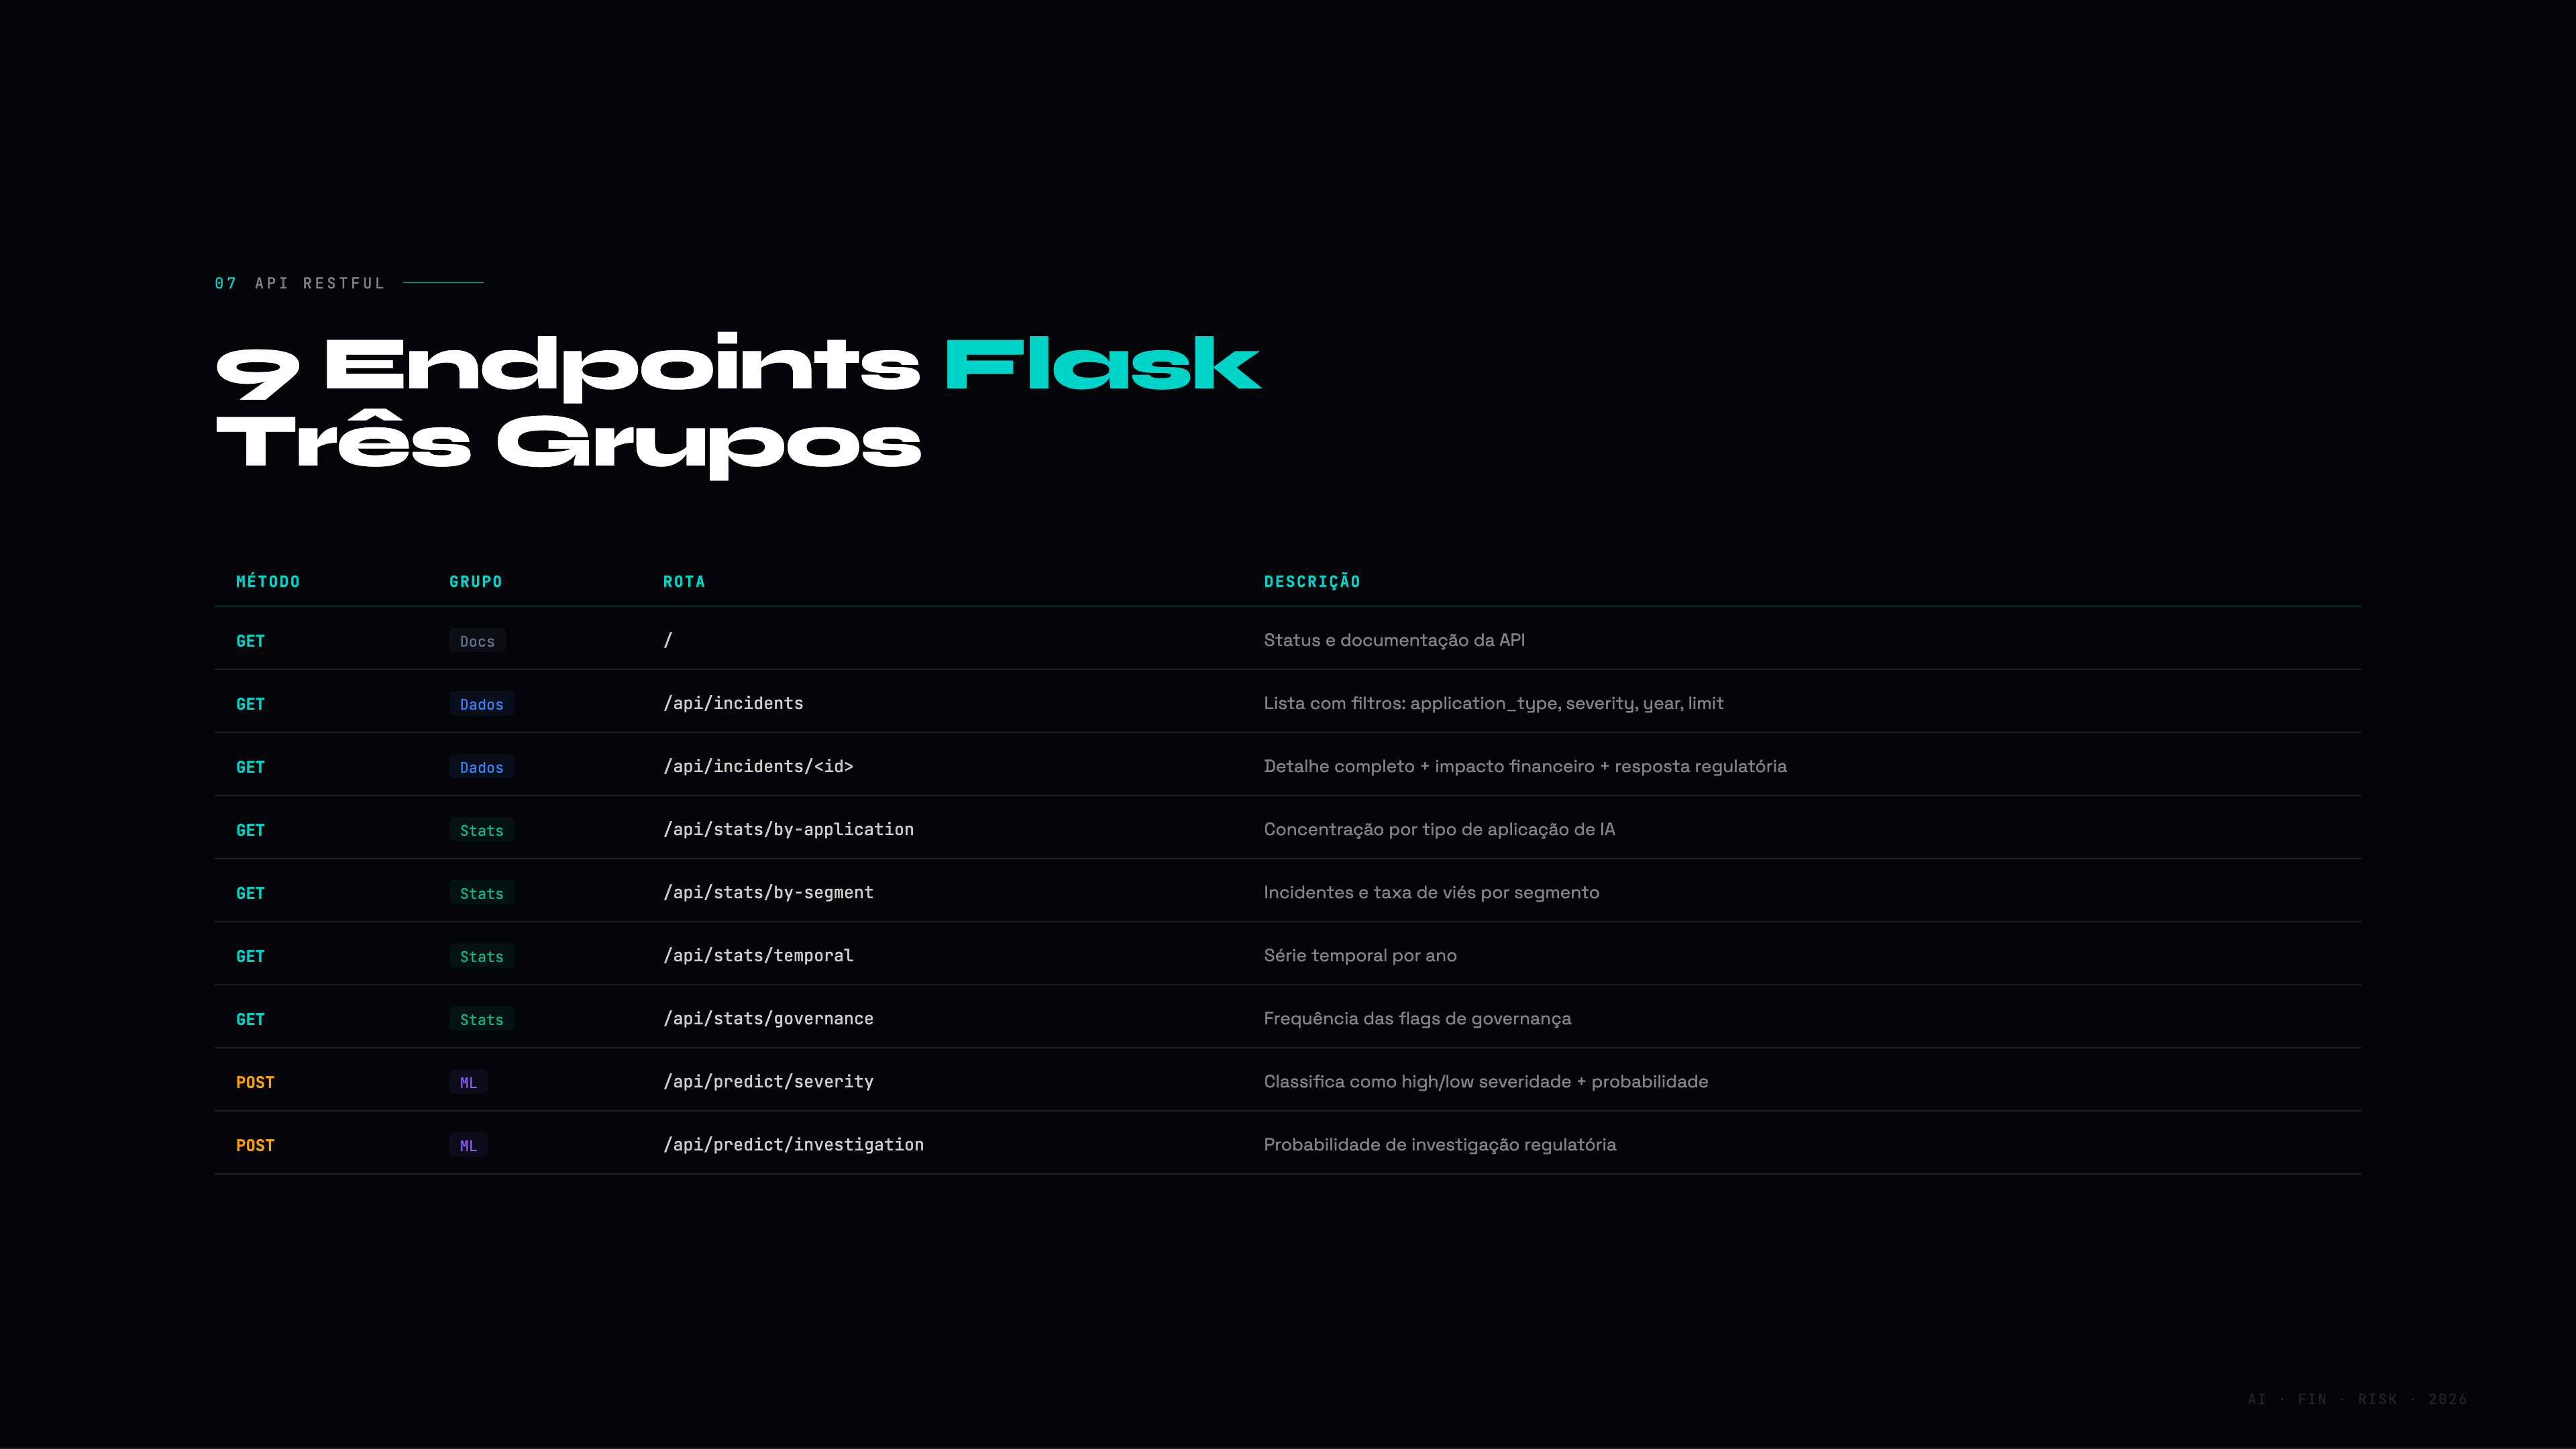 07 API RESTFUL
9 Endpoints Flask
Três Grupos
MÉTODO GRUPO ROTA DESCRIÇÃO
GET Docs / Status e documentação da API
GET Dados /api/incidents Lista com filtros: application_type, severity, year, limit
GET Dados /api/incidents/<id> Detalhe completo + impacto financeiro + resposta regulatória
GET Stats /api/stats/by-application Concentração por tipo de aplicação de IA
GET Stats /api/stats/by-segment Incidentes e taxa de viés por segmento
GET Stats /api/stats/temporal Série temporal por ano
GET Stats /api/stats/governance Frequência das flags de governança
POST ML /api/predict/severity Classifica como high/low severidade + probabilidade
POST ML /api/predict/investigation Probabilidade de investigação regulatória
AI · FIN · RISK · 2026